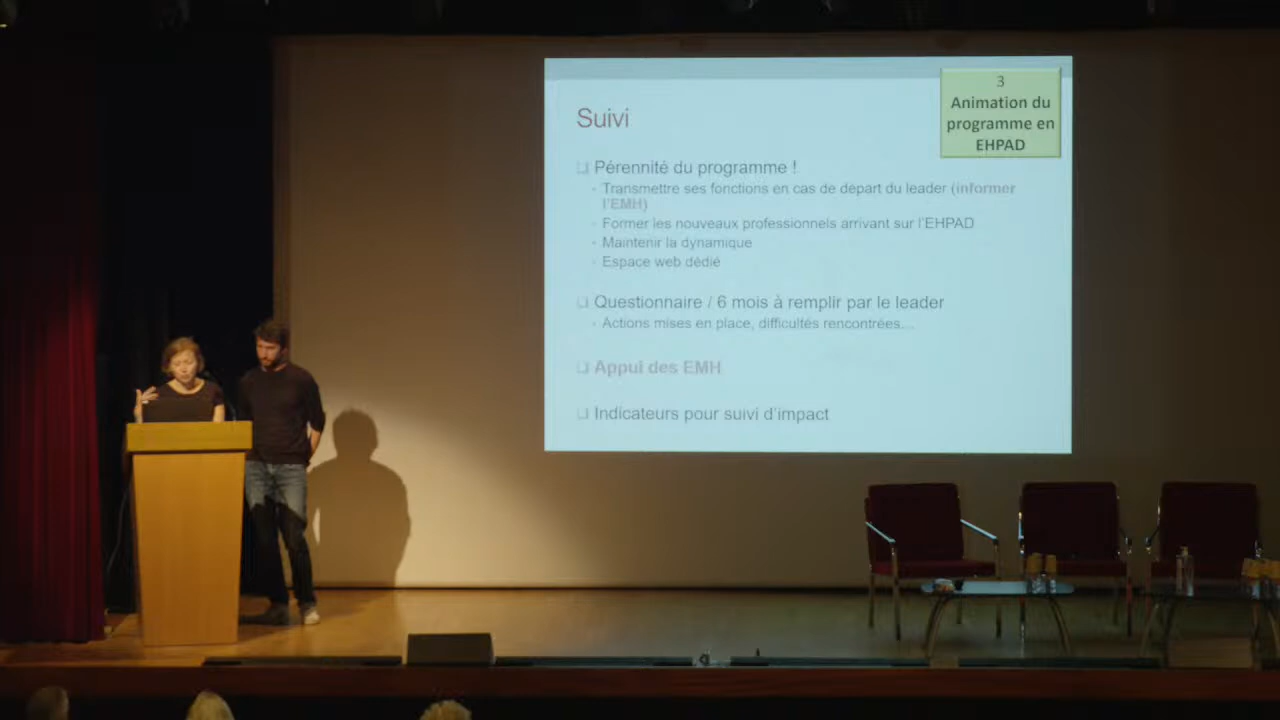 3
Animation du
programme en
EHPAD
Suivi
Pérennité du programme !
Transmettre ses fonctions en cas de départ du leader (informer
l'EMH)
Former les nouveaux professionnels arrivant sur l'EHPAD
Maintenir la dynamique
Espace web dédié
Questionnaire / 6 mois à remplir par le leader
Actions mises en place, difficultés rencontrées...
Appui des EMH
Indicateurs pour suivi d'impact